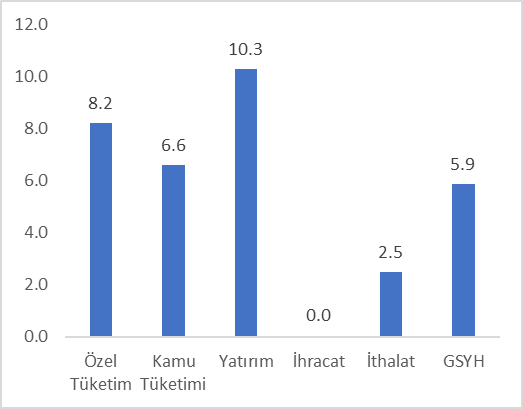 12.0
10.0
8.0
6.0
4.0
2.0
0.0
8.2
6.6
10.3
0.0
2.5
5.9
Özel
Tüketim
Kamu
Tüketimi
Yatırım
İhracat
İthalat
GSYH